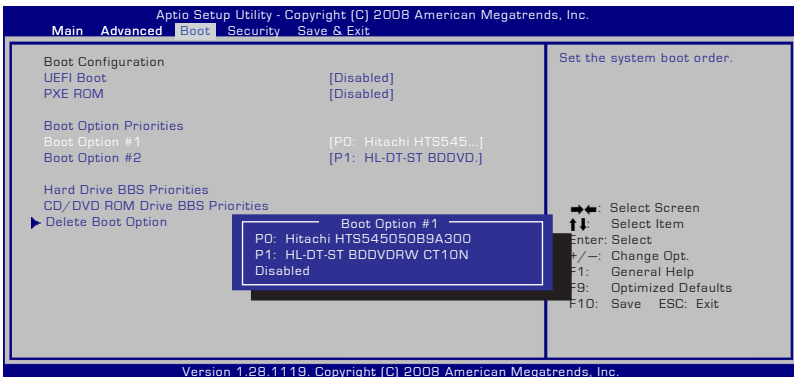 Aptio Setup Utility - Copyright (C) 2008 American Megatrends, Inc.
Main Advanced Boot Security Save & Exit
Boot Configuration
UEFI Boot [Disabled]
PXE ROM [Disabled]
Boot Option Priorities
Boot Option #1 [P0: Hitachi HTS545...]
Boot Option #2 [P1: HL-DT-ST BDDVD.]
Hard Drive BBS Priorities
CD/DVD ROM Drive BBS Priorities
Delete Boot Option
Boot Option #1
P0: Hitachi HTS545050B9A300
P1: HL-DT-ST BDDVDRW CT10N
Disabled
Set the system boot order.
: Select Screen
: Select Item
Enter: Select
+/—: Change Opt.
F1: General Help
F9: Optimized Defaults
F10: Save ESC: Exit
Version 1.28.1119. Copyright (C) 2008 American Megatrends, Inc.